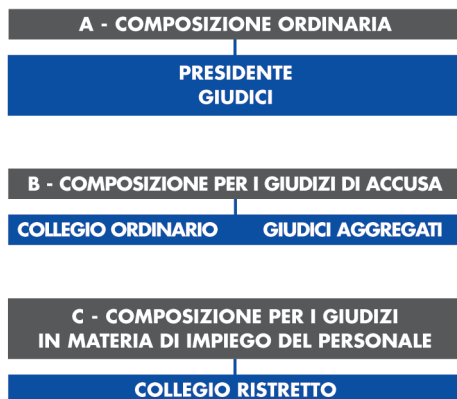 A - COMPOSIZIONE ORDINARIA
PRESIDENTE
GIUDICI
B - COMPOSIZIONE PER I GIUDIZI DI ACCUSA
COLLEGIO ORDINARIO GIUDICI AGGREGATI
C - COMPOSIZIONE PER I GIUDIZI
IN MATERIA DI IMPIEGO DEL PERSONALE
COLLEGIO RISTRETTO